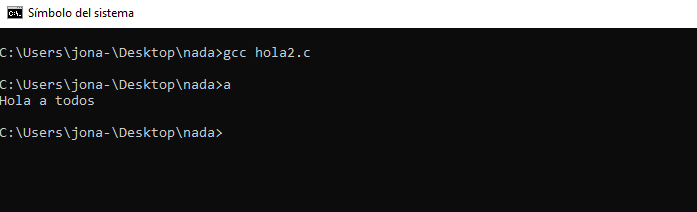 Símbolo del sistema
C:\Users\jona-\Desktop\nada>gcc hola2.c
C:\Users\jona-\Desktop\nada>a
Hola a todos
C:\Users\jona-\Desktop\nada>